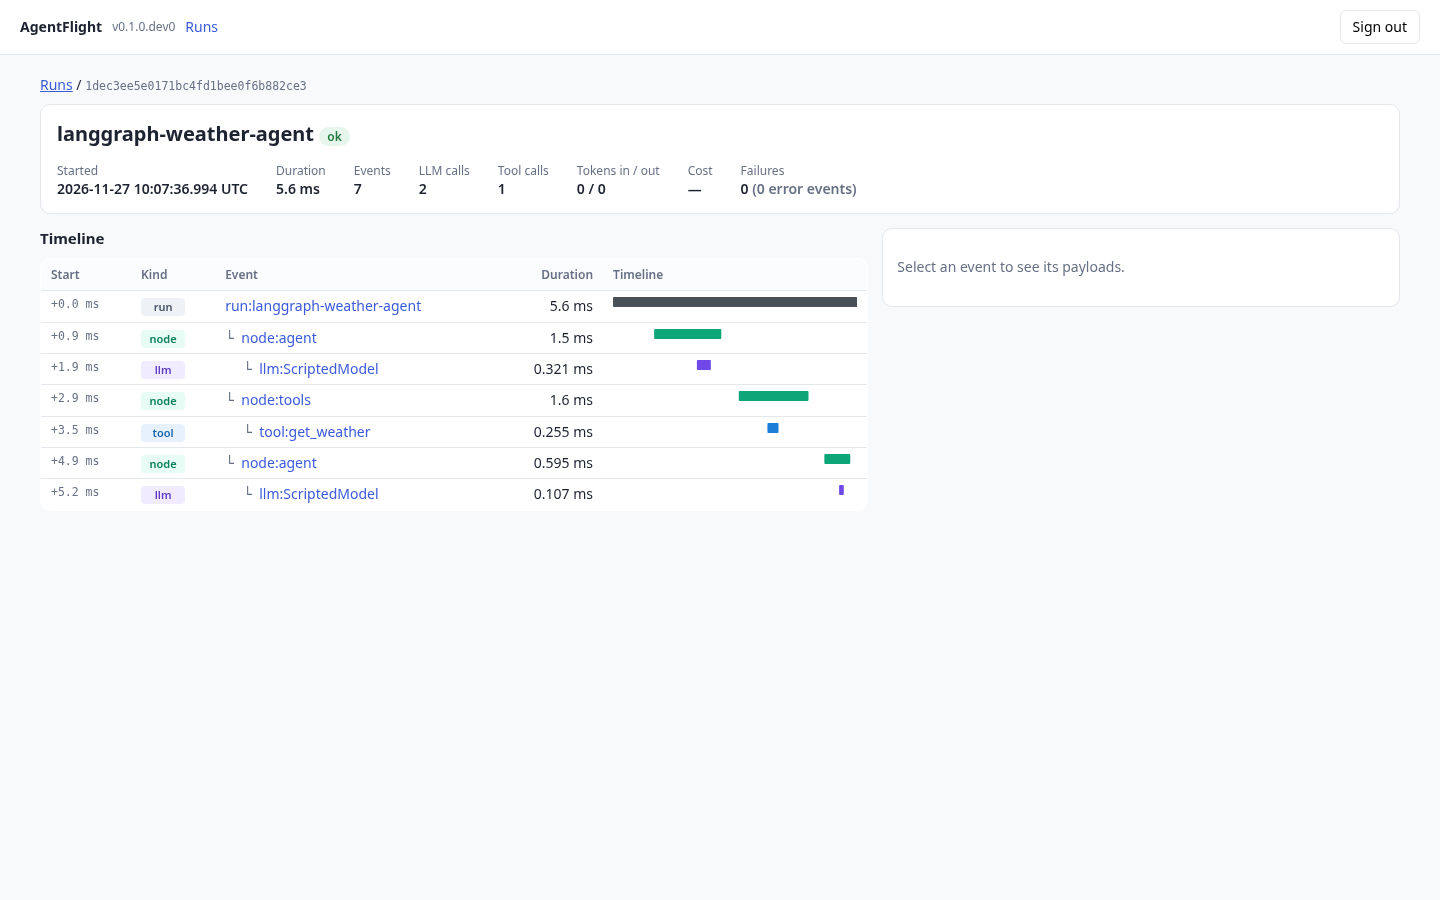 AgentFlight v0.1.0.dev0 Runs Sign out
Runs / 1dec3ee5e0171bc4fd1bee0f6b882ce3
langgraph-weather-agent ok
Started Duration Events LLM calls Tool calls Tokens in / out Cost Failures
2026-11-27 10:07:36.994 UTC 5.6 ms 7 2 1 0 / 0 — 0 (0 error events)
Timeline
Select an event to see its payloads.
Start Kind Event Duration Timeline
+0.0 ms run run:langgraph-weather-agent 5.6 ms
+0.9 ms node └ node:agent 1.5 ms
+1.9 ms llm └ llm:ScriptedModel 0.321 ms
+2.9 ms node └ node:tools 1.6 ms
+3.5 ms tool └ tool:get_weather 0.255 ms
+4.9 ms node └ node:agent 0.595 ms
+5.2 ms llm └ llm:ScriptedModel 0.107 ms